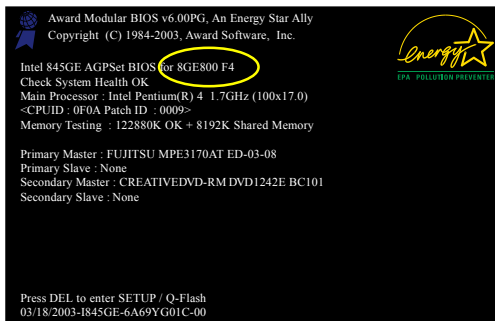 Award Modular BIOS v6.00PG, An Energy Star Ally
Copyright (C) 1984-2003, Award Software, Inc.
energy
EPA POLLUTION PREVENTER
Intel 845GE AGPSet BIOS for 8GE800 F4
Check System Health OK
Main Processor : Intel Pentium(R) 4 1.7GHz (100x17.0)
<CPUID : 0F0A Patch ID : 0009>
Memory Testing : 122880K OK + 8192K Shared Memory
Primary Master : FUJITSU MPE3170AT ED-03-08
Primary Slave : None
Secondary Master : CREATIVEDVD-RM DVD1242E BC101
Secondary Slave : None
Press DEL to enter SETUP / Q-Flash
03/18/2003-I845GE-6A69YG01C-00